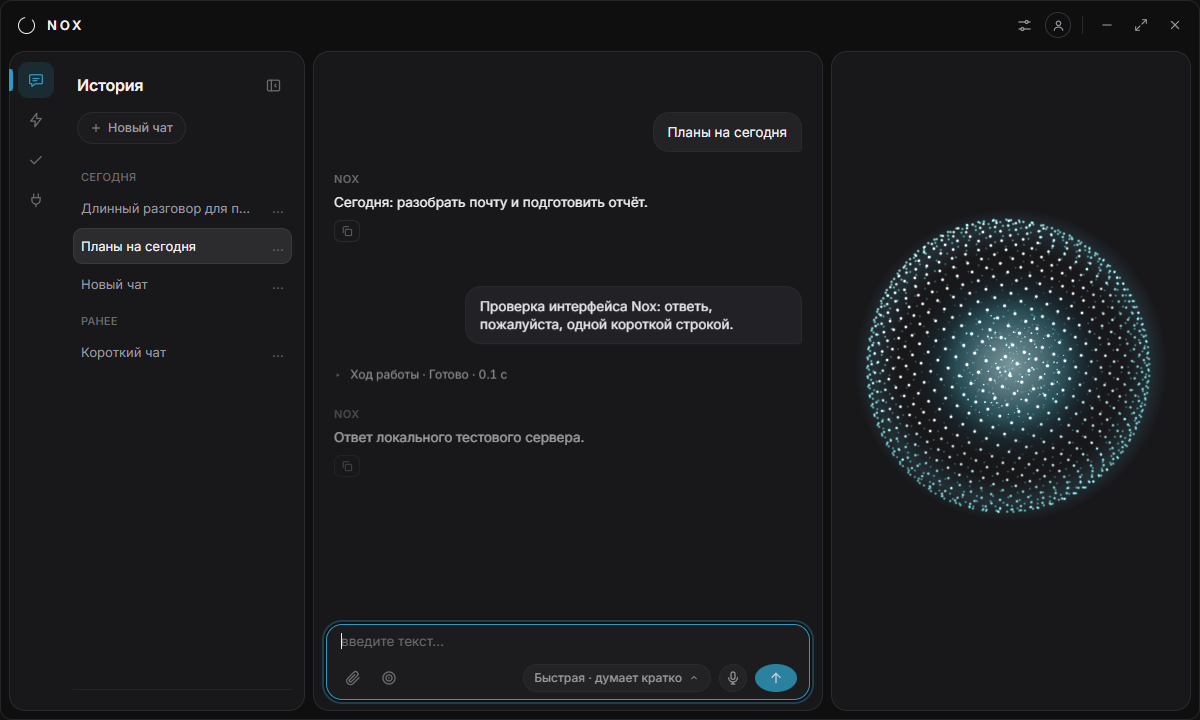 NOX
История
+ Новый чат
СЕГОДНЯ
Длинный разговор для п... ...
Планы на сегодня ...
Новый чат ...
РАНЕЕ
Короткий чат ...
Планы на сегодня
NOX
Сегодня: разобрать почту и подготовить отчёт.
Проверка интерфейса Nox: ответь,
пожалуйста, одной короткой строкой.
Ход работы · Готово · 0.1 с
NOX
Ответ локального тестового сервера.
введите текст...
Быстрая · думает кратко